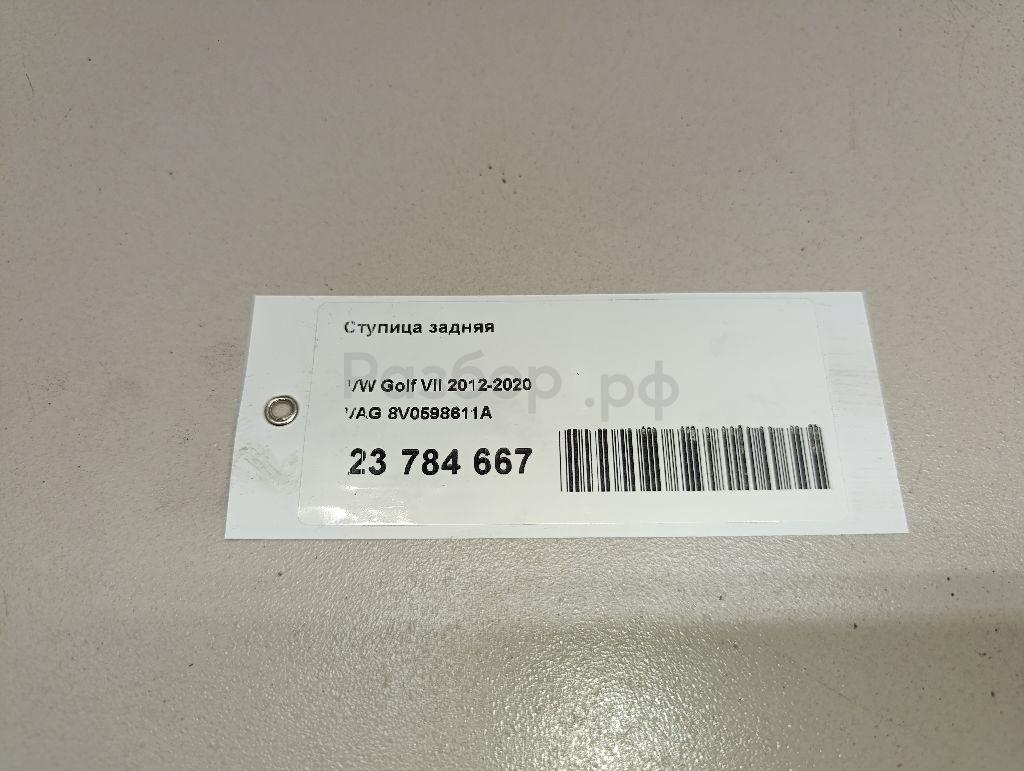 Ступица задняя
Разбор.рф
VW Golf VII 2012-2020
VAG 8V0598611A
23 784 667